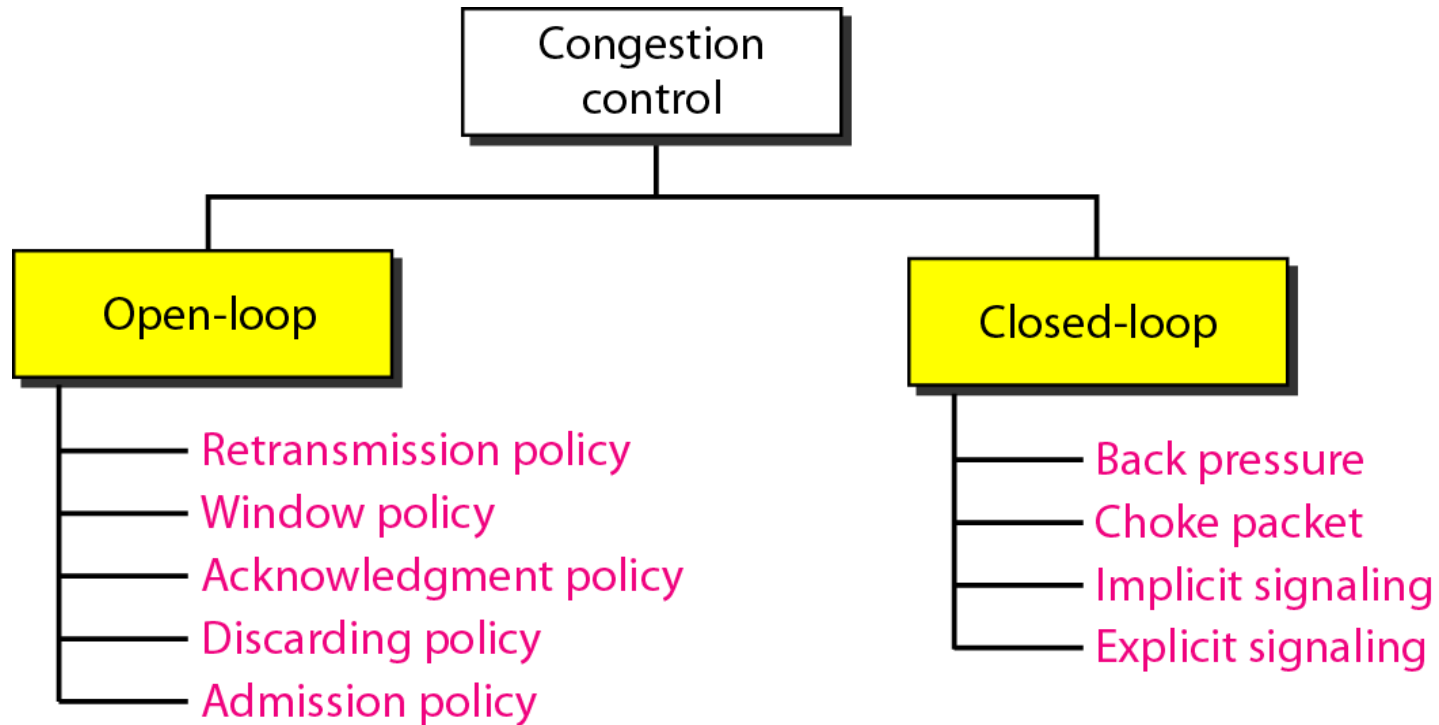 Congestion
control
Open-loop
Retransmission policy
Window policy
Acknowledgment policy
Discarding policy
Admission policy
Closed-loop
Back pressure
Choke packet
Implicit signaling
Explicit signaling